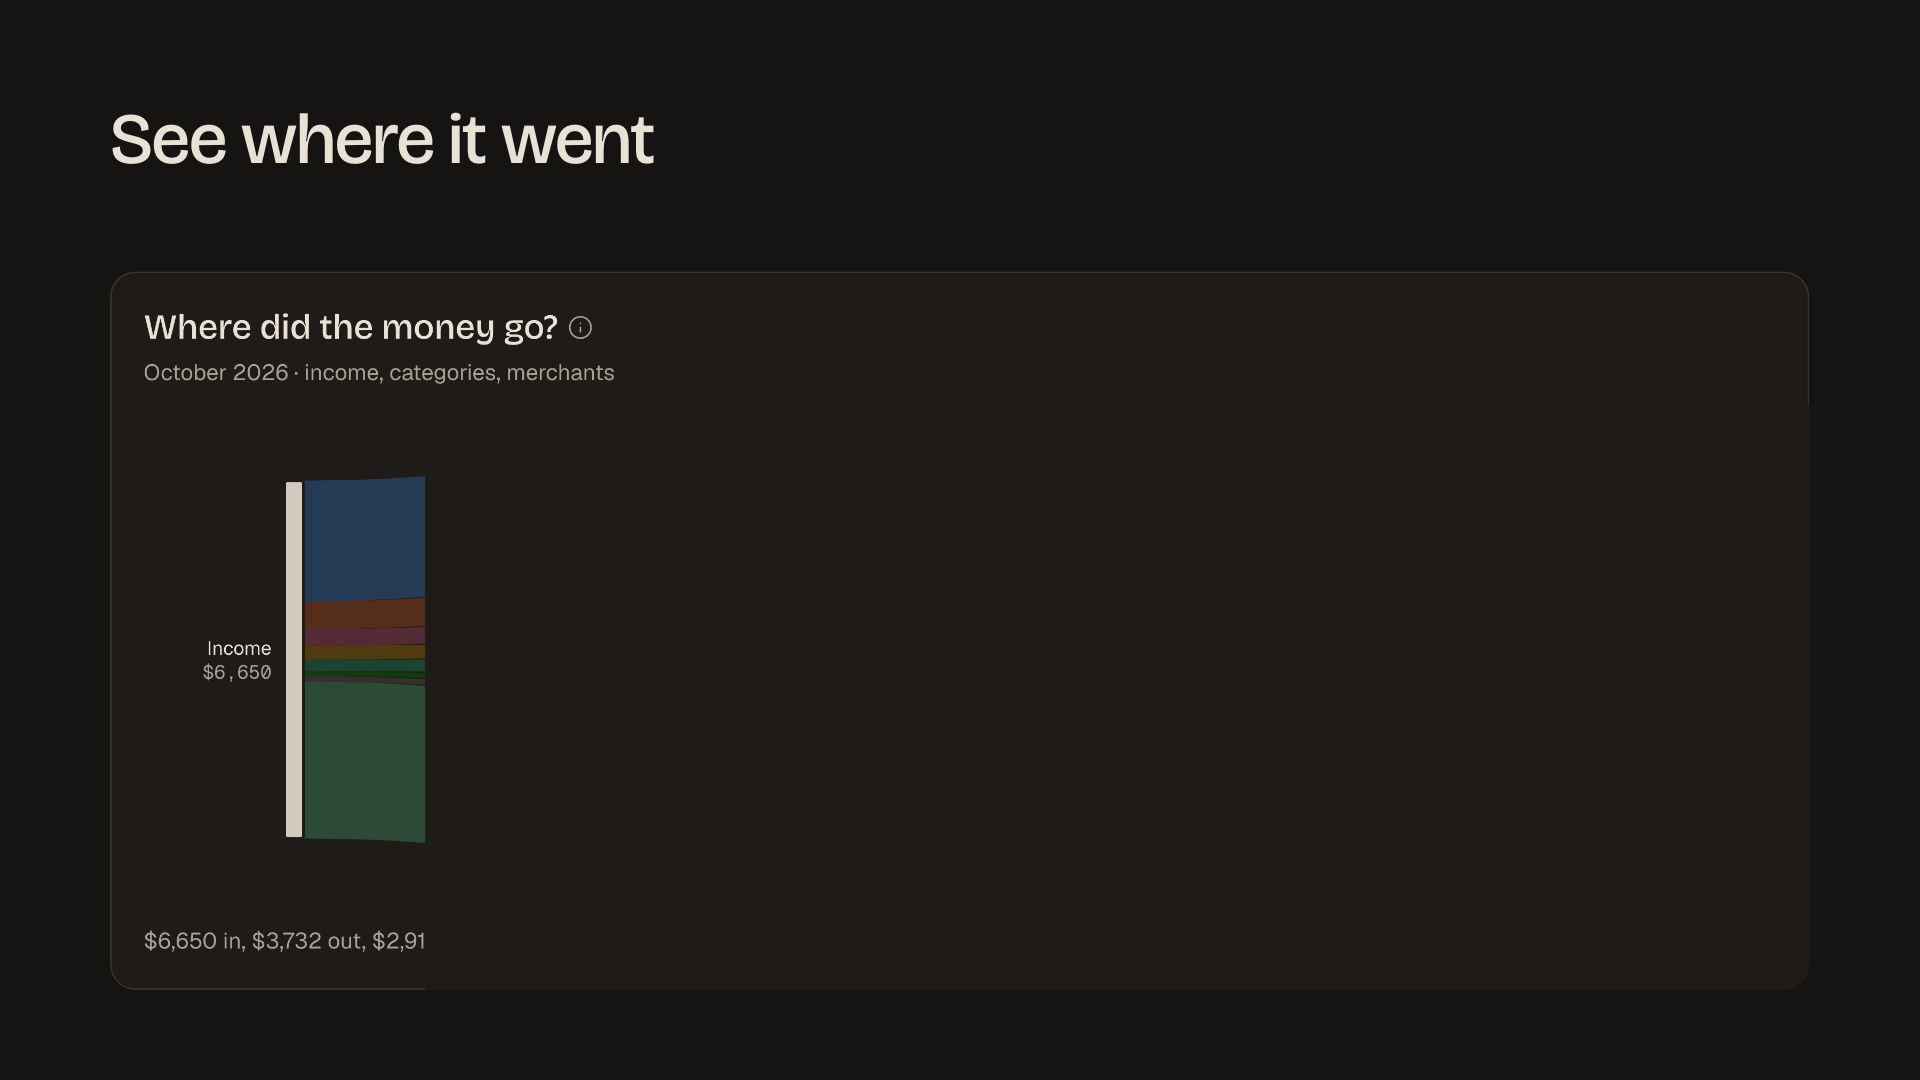 See where it went
Where did the money go?
October 2026 · income, categories, merchants
Income
$6,650
$6,650 in, $3,732 out, $2,91